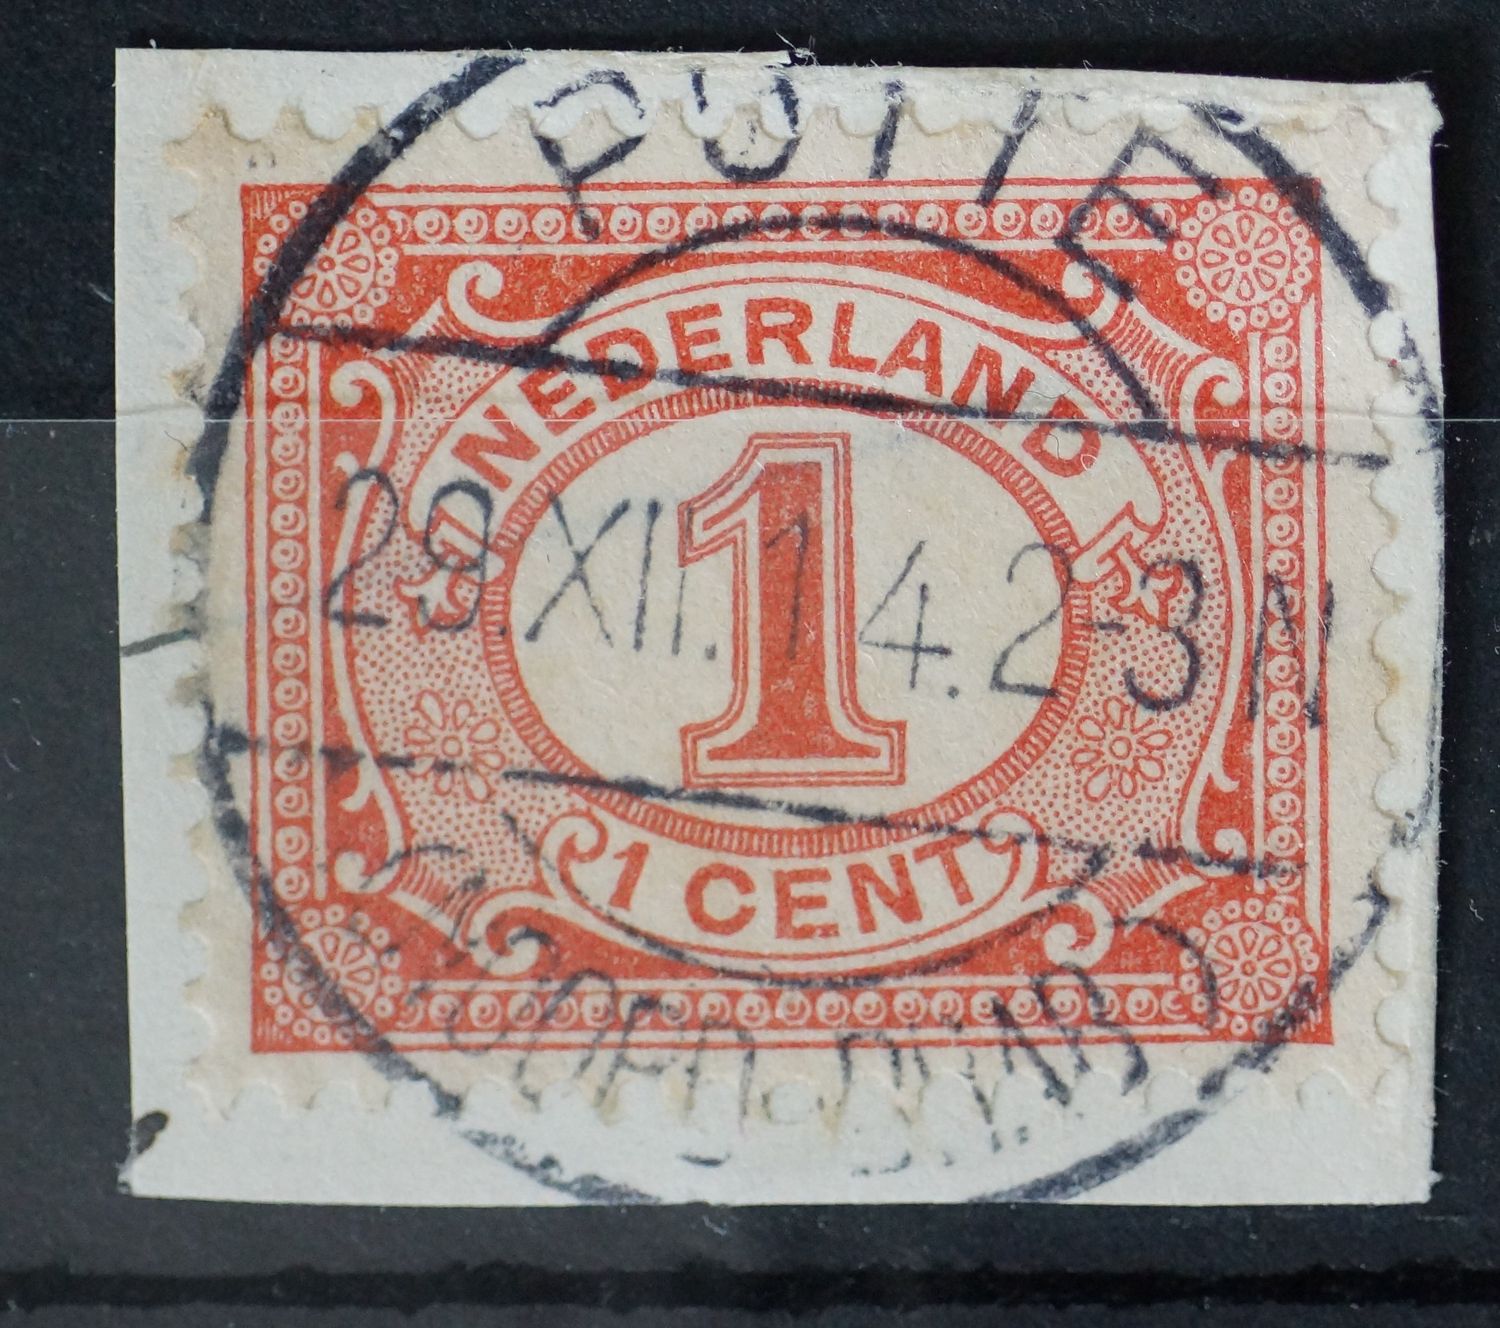 PUTTE
NEDERLAND
1
29.XII.14.2-3N
1 CENT